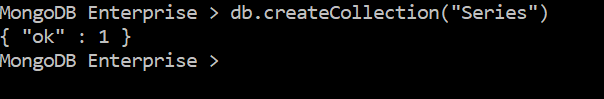 MongoDB Enterprise > db.createCollection("Series")
{ "ok" : 1 }
MongoDB Enterprise >